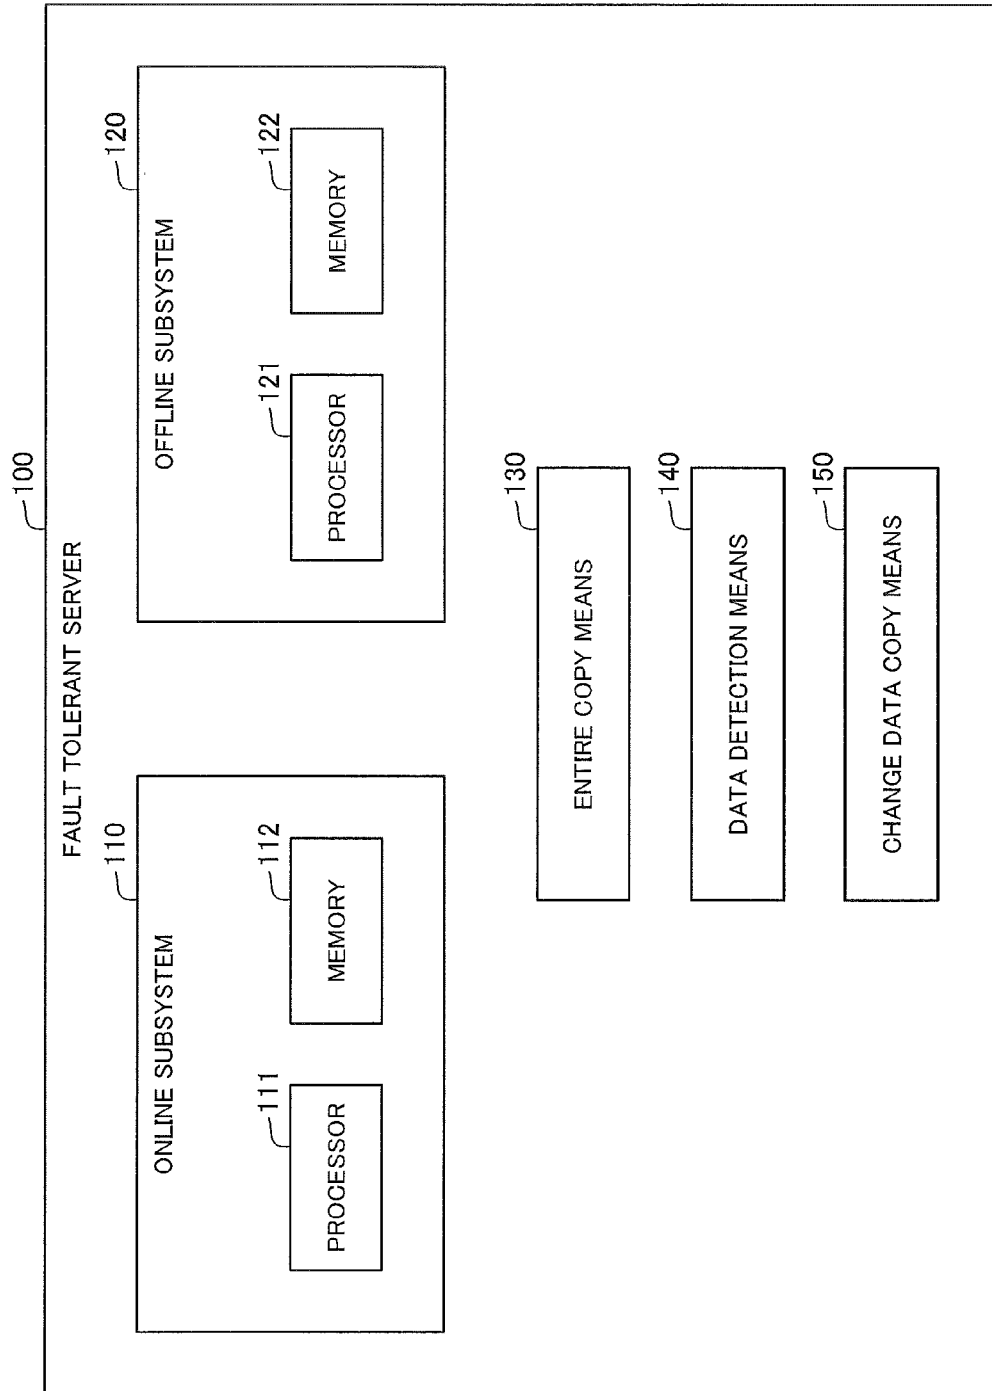 100
FAULT TOLERANT SERVER
110
ONLINE SUBSYSTEM
111
PROCESSOR
112
MEMORY
120
OFFLINE SUBSYSTEM
121
PROCESSOR
122
MEMORY
130
ENTIRE COPY MEANS
140
DATA DETECTION MEANS
150
CHANGE DATA COPY MEANS